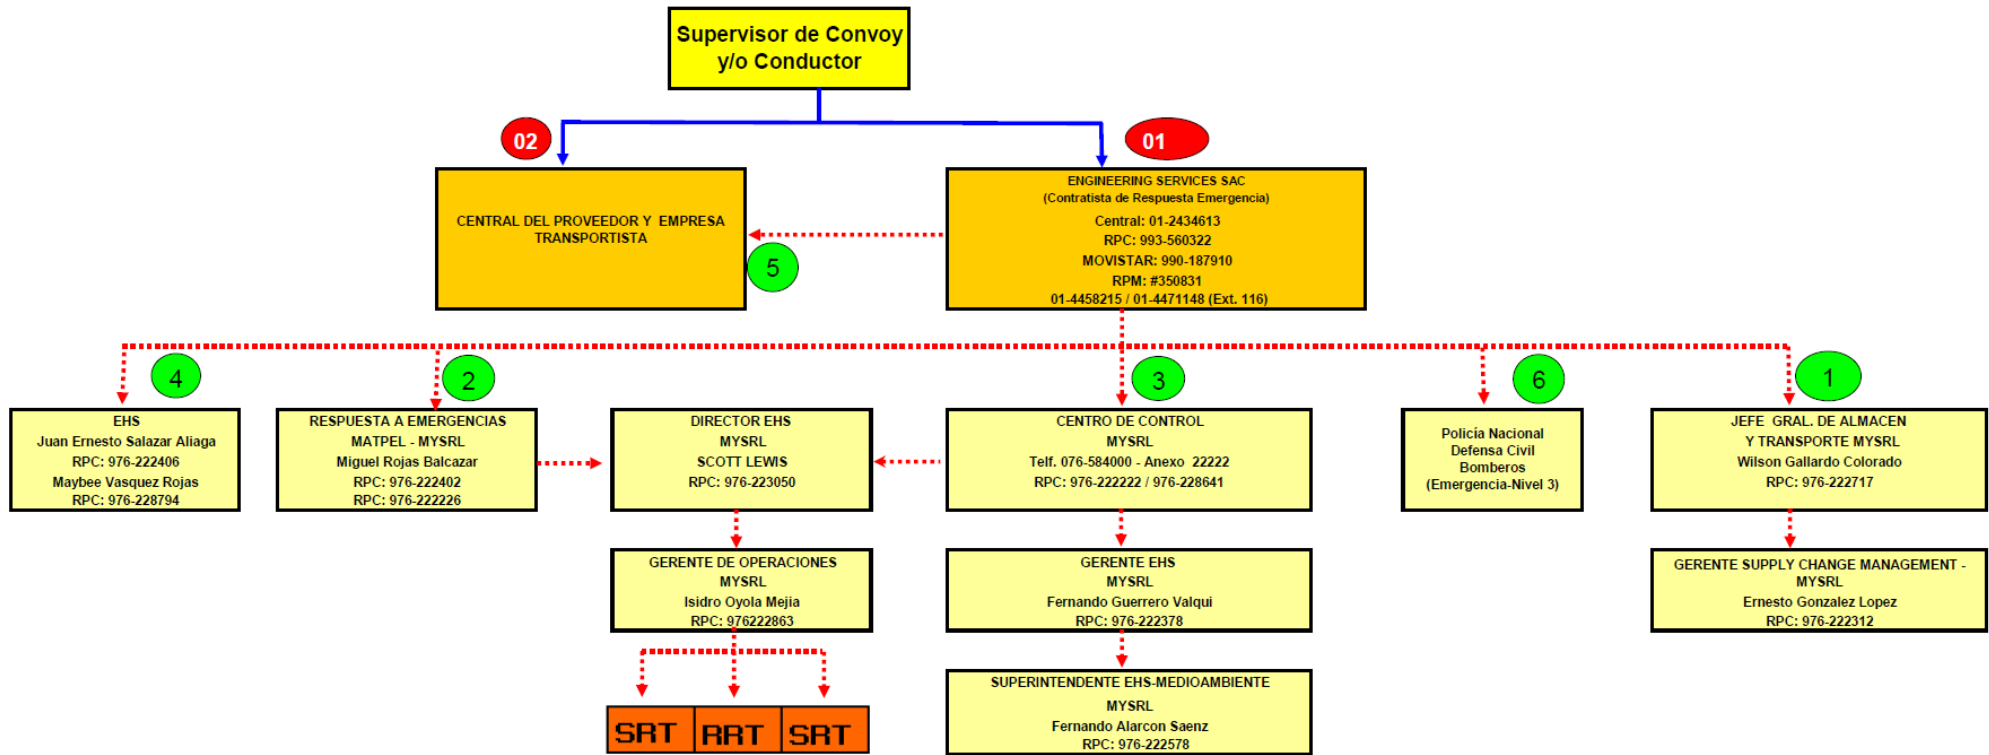 Supervisor de Convoy
y/o Conductor
02
01
CENTRAL DEL PROVEEDOR Y EMPRESA
TRANSPORTISTA
ENGINEERING SERVICES SAC
(Contratista de Respuesta Emergencia)
Central: 01-2434613
RPC: 993-560322
MOVISTAR: 990-187910
RPM: #350831
01-4458215 / 01-4471148 (Ext. 116)
5
4
2
3
6
1
EHS
Juan Ernesto Salazar Aliaga
RPC: 976-222406
Maybee Vasquez Rojas
RPC: 976-228794
RESPUESTA A EMERGENCIAS
MATPEL - MYSRL
Miguel Rojas Balcazar
RPC: 976-222402
RPC: 976-222226
DIRECTOR EHS
MYSRL
SCOTT LEWIS
RPC: 976-223050
CENTRO DE CONTROL
MYSRL
Telf. 076-584000 - Anexo 22222
RPC: 976-222222 / 976-228641
Policía Nacional
Defensa Civil
Bomberos
(Emergencia-Nivel 3)
JEFE GRAL. DE ALMACEN
Y TRANSPORTE MYSRL
Wilson Gallardo Colorado
RPC: 976-222717
GERENTE DE OPERACIONES
MYSRL
Isidro Oyola Mejia
RPC: 976222863
GERENTE EHS
MYSRL
Fernando Guerrero Valqui
RPC: 976-222378
GERENTE SUPPLY CHANGE MANAGEMENT -
MYSRL
Ernesto Gonzalez Lopez
RPC: 976-222312
SRT RRT SRT
SUPERINTENDENTE EHS-MEDIOAMBIENTE
MYSRL
Fernando Alarcon Saenz
RPC: 976-222578